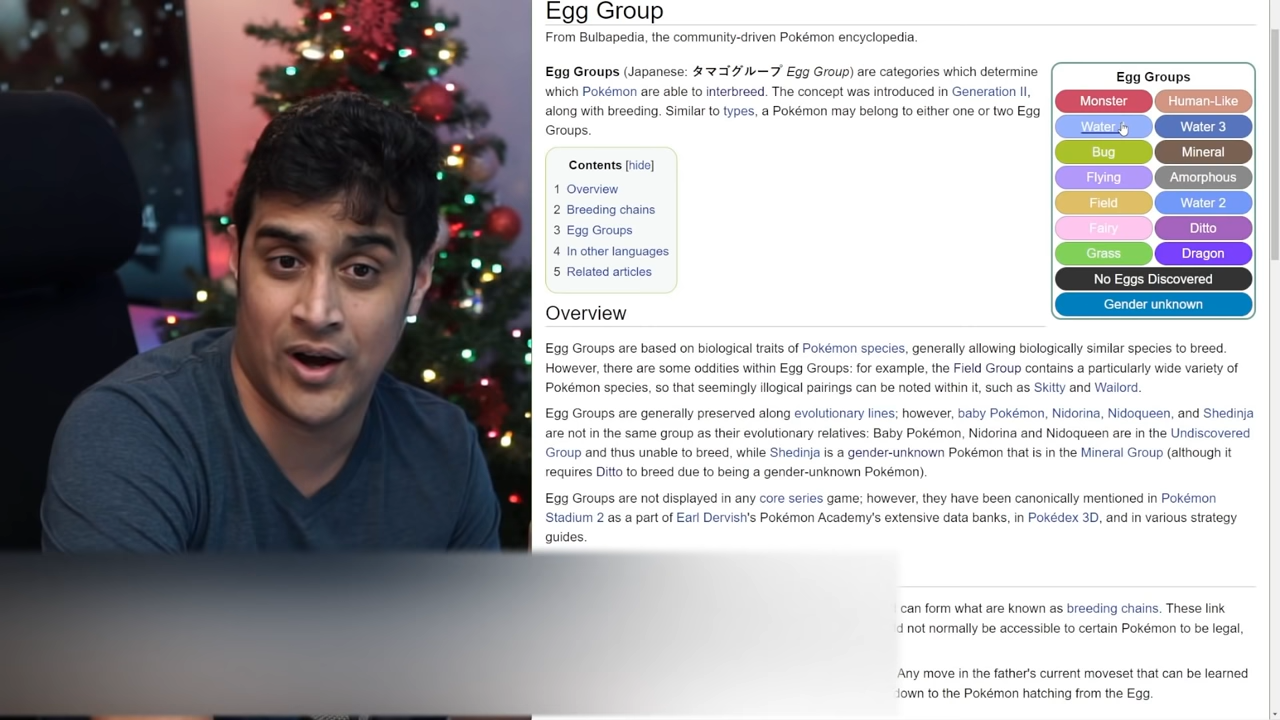 Egg Group
From Bulbapedia, the community-driven Pokémon encyclopedia.
Egg Groups (Japanese: タマゴグループ Egg Group) are categories which determine
which Pokémon are able to interbreed. The concept was introduced in Generation II,
along with breeding. Similar to types, a Pokémon may belong to either one or two Egg
Groups.
Egg Groups
Monster Human-Like
Water Water 3
Bug Mineral
Flying Amorphous
Field Water 2
Fairy Ditto
Grass Dragon
No Eggs Discovered
Gender unknown
Contents [hide]
1 Overview
2 Breeding chains
3 Egg Groups
4 In other languages
5 Related articles
Overview
Egg Groups are based on biological traits of Pokémon species, generally allowing biologically similar species to breed.
However, there are some oddities within Egg Groups: for example, the Field Group contains a particularly wide variety of
Pokémon species, so that seemingly illogical pairings can be noted within it, such as Skitty and Wailord.
Egg Groups are generally preserved along evolutionary lines; however, baby Pokémon, Nidorina, Nidoqueen, and Shedinja
are not in the same group as their evolutionary relatives: Baby Pokémon, Nidorina and Nidoqueen are in the Undiscovered
Group and thus unable to breed, while Shedinja is a gender-unknown Pokémon that is in the Mineral Group (although it
requires Ditto to breed due to being a gender-unknown Pokémon).
Egg Groups are not displayed in any core series game; however, they have been canonically mentioned in Pokémon
Stadium 2 as a part of Earl Dervish's Pokémon Academy's extensive data banks, in Pokédex 3D, and in various strategy
guides.
can form what are known as breeding chains. These link
not normally be accessible to certain Pokémon to be legal,
Any move in the father's current moveset that can be learned
down to the Pokémon hatching from the Egg.